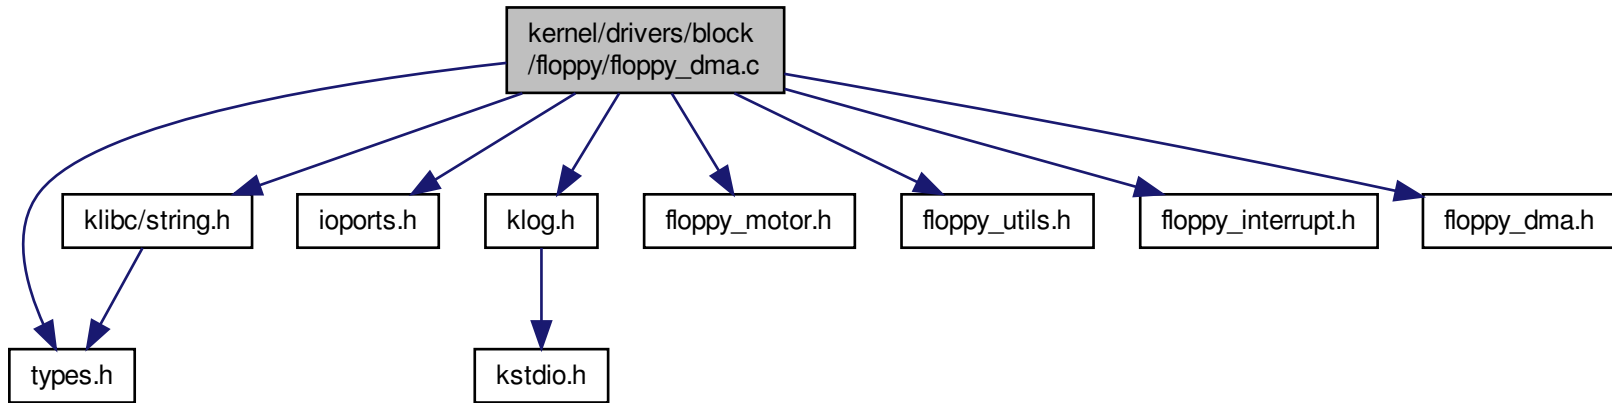 kernel/drivers/block
/floppy/floppy_dma.c
klibc/string.h
ioports.h
klog.h
floppy_motor.h
floppy_utils.h
floppy_interrupt.h
floppy_dma.h
types.h
kstdio.h